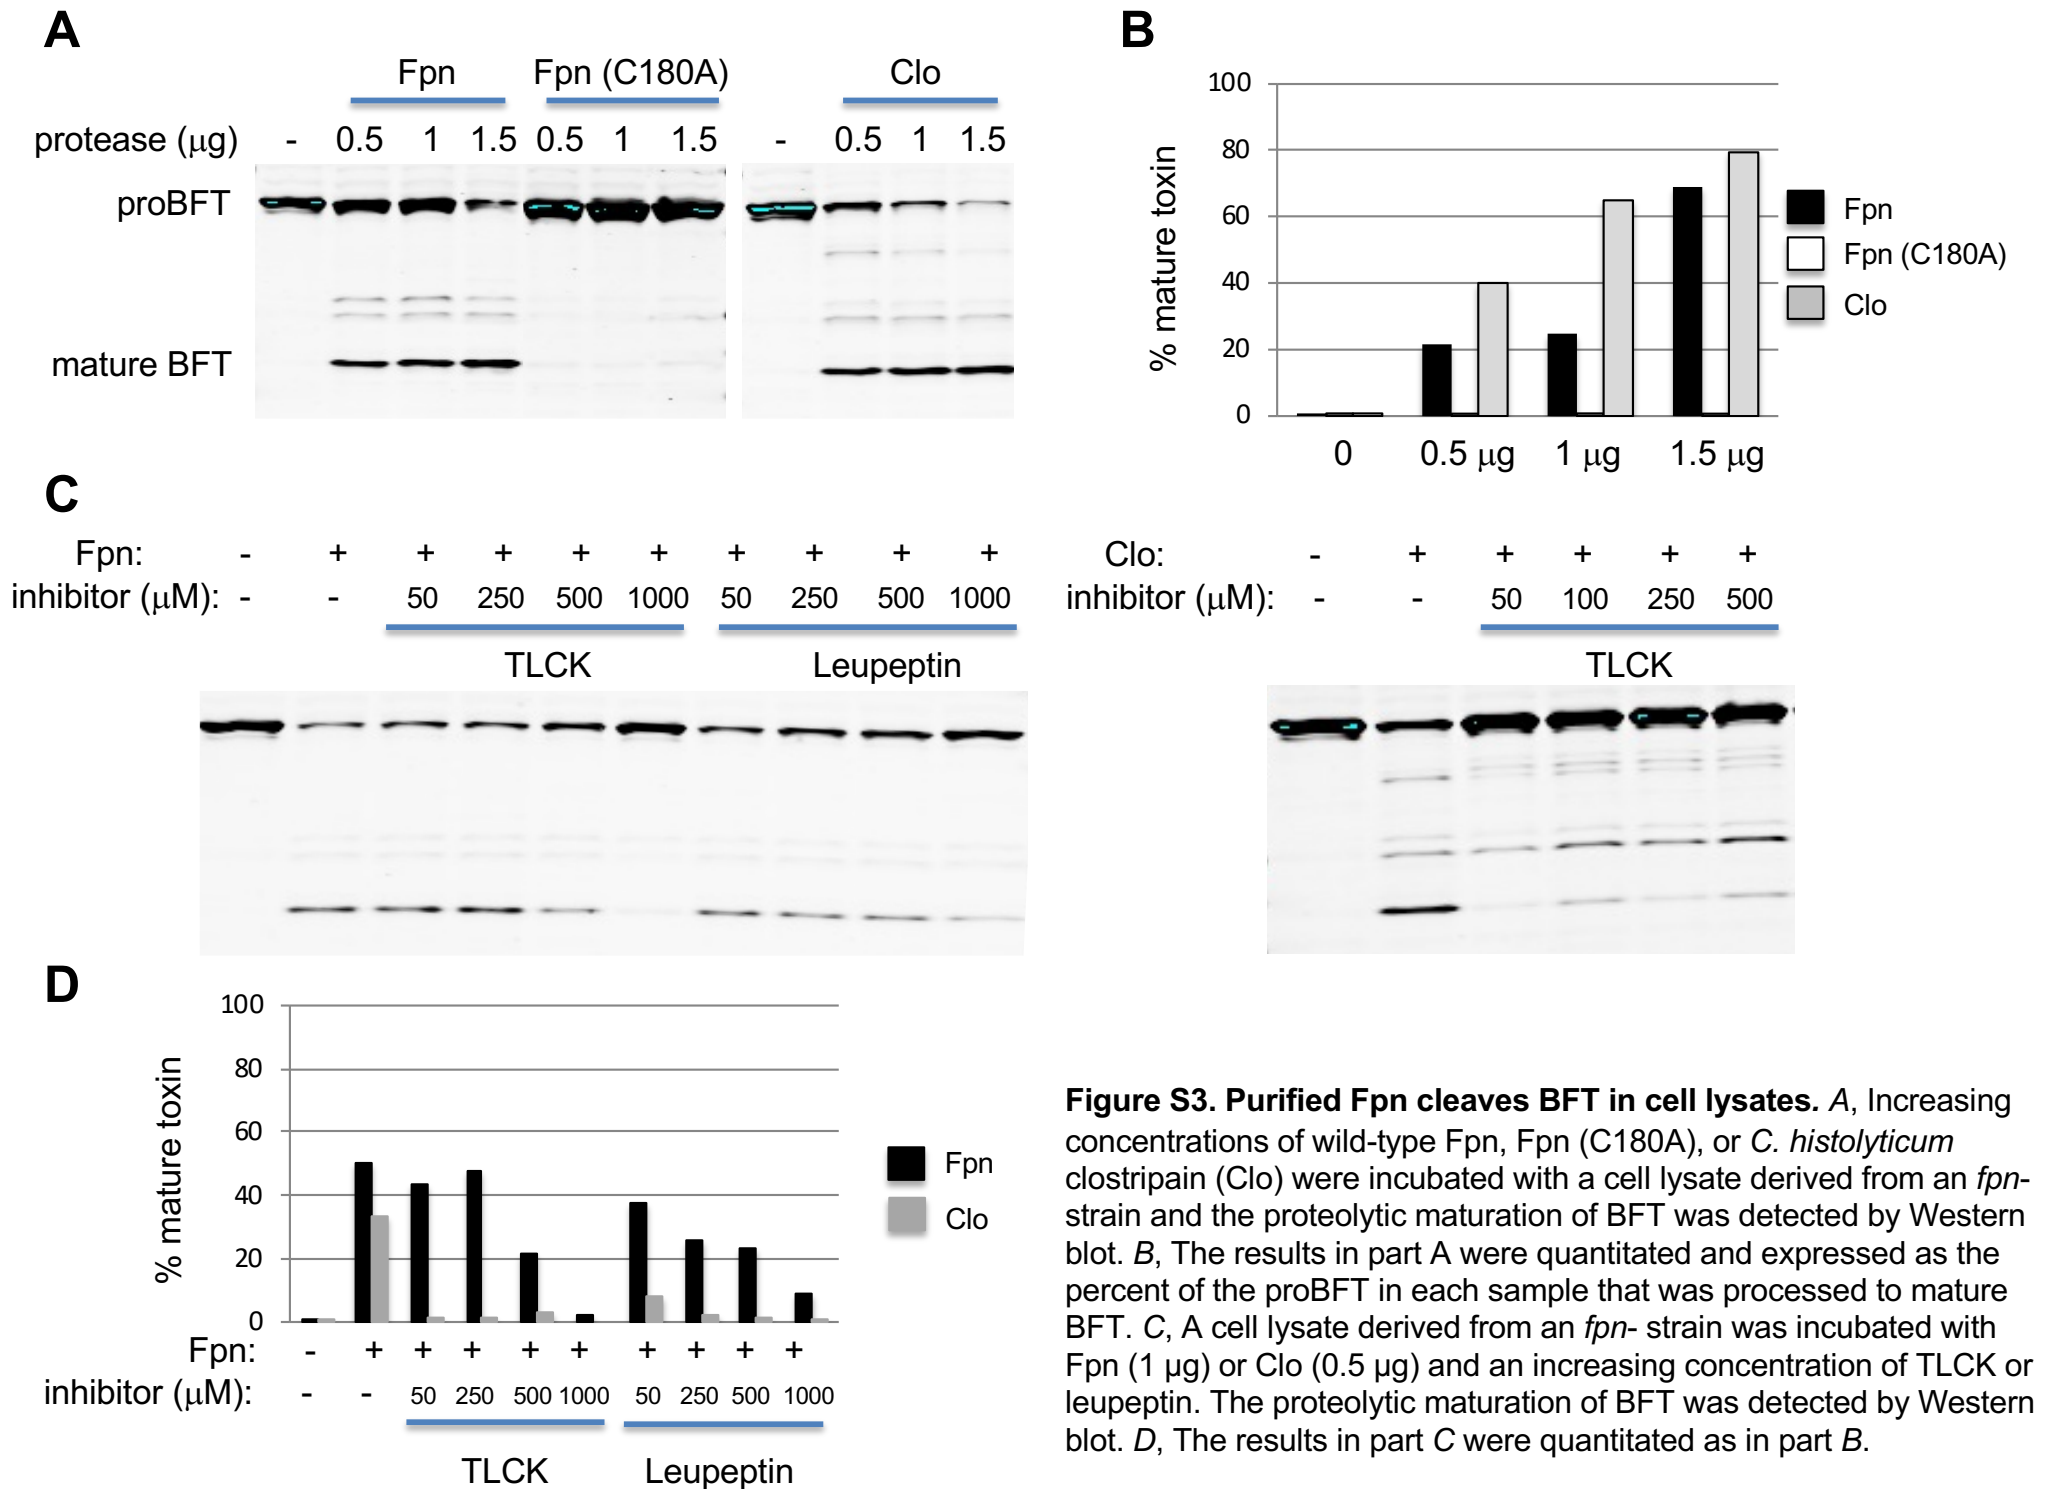 A
Fpn Fpn (C180A) Clo
protease (μg) - 0.5 1 1.5 0.5 1 1.5 - 0.5 1 1.5
proBFT
mature BFT
B
100
80
60
40
20
0
% mature toxin
0 0.5 μg 1 μg 1.5 μg
Fpn
Fpn (C180A)
Clo
C
Fpn: - + + + + + + + + +
inhibitor (μM): - - 50 250 500 1000 50 250 500 1000
TLCK Leupeptin
Clo: - + + + + +
inhibitor (μM): - - 50 100 250 500
TLCK
D
100
80
60
40
20
0
% mature toxin
Fpn
Clo
Fpn: - + + + + + + + + +
inhibitor (μM): - - 50 250 500 1000 50 250 500 1000
TLCK Leupeptin
Figure S3. Purified Fpn cleaves BFT in cell lysates. A, Increasing
concentrations of wild-type Fpn, Fpn (C180A), or C. histolyticum
clostripain (Clo) were incubated with a cell lysate derived from an fpn-
strain and the proteolytic maturation of BFT was detected by Western
blot. B, The results in part A were quantitated and expressed as the
percent of the proBFT in each sample that was processed to mature
BFT. C, A cell lysate derived from an fpn- strain was incubated with
Fpn (1 μg) or Clo (0.5 μg) and an increasing concentration of TLCK or
leupeptin. The proteolytic maturation of BFT was detected by Western
blot. D, The results in part C were quantitated as in part B.